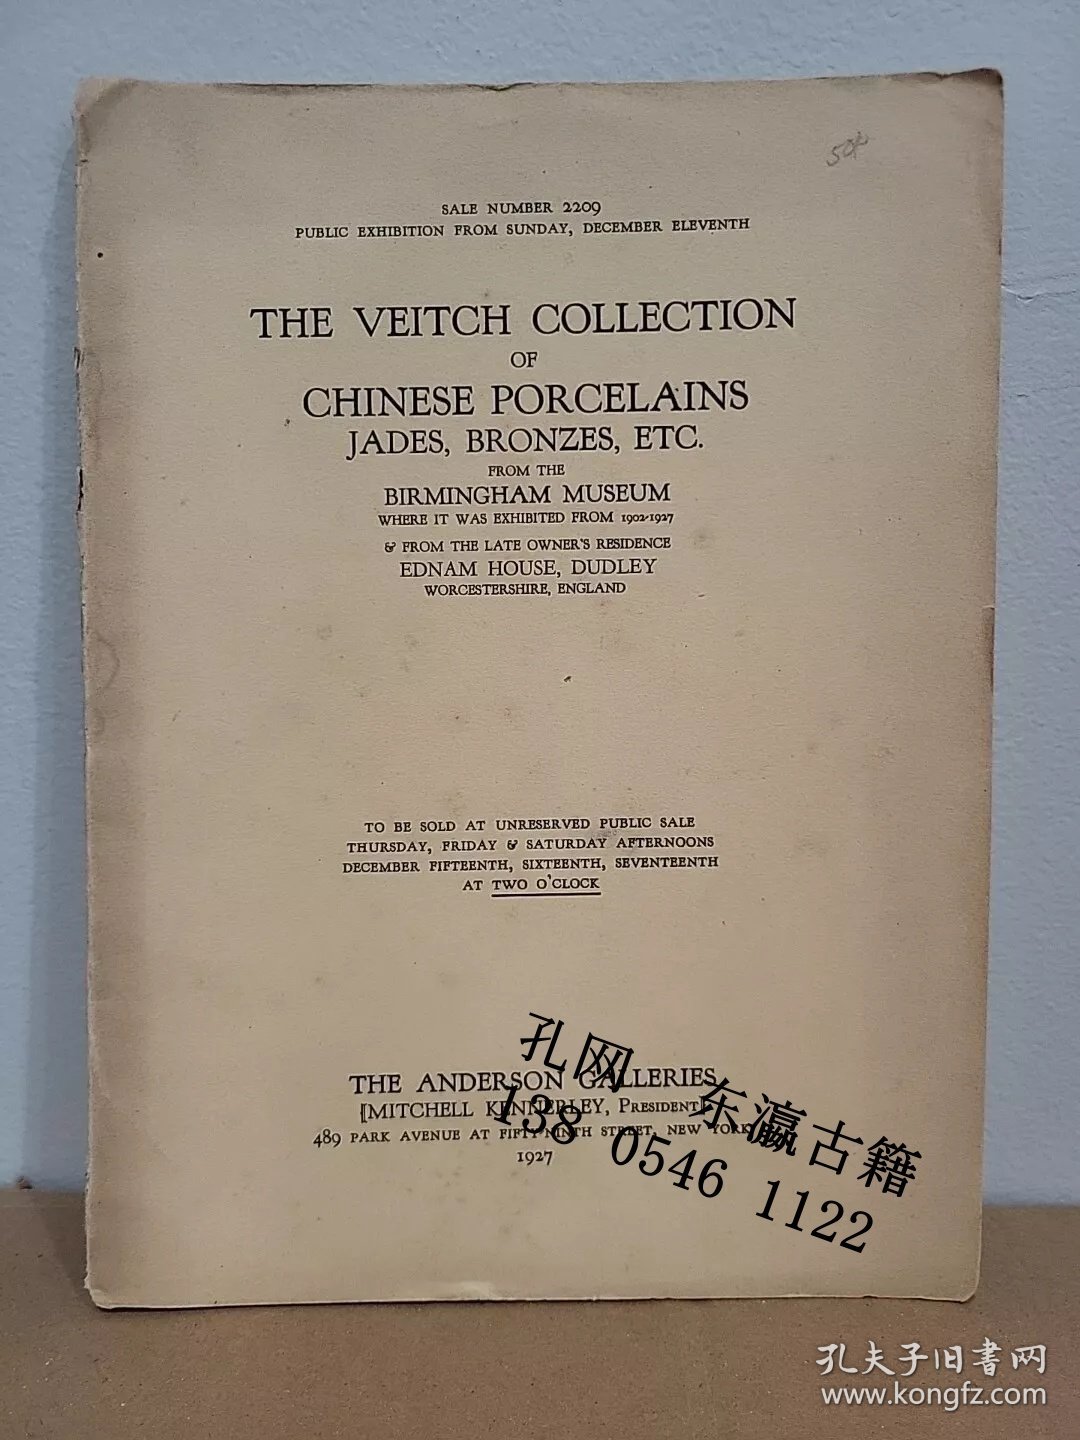 SALE NUMBER 2209
PUBLIC EXHIBITION FROM SUNDAY, DECEMBER ELEVENTH
THE VEITCH COLLECTION
OF
CHINESE PORCELAINS
JADES, BRONZES, ETC.
FROM THE
BIRMINGHAM MUSEUM
WHERE IT WAS EXHIBITED FROM 1902-1927
& FROM THE LATE OWNER'S RESIDENCE
EDNAM HOUSE, DUDLEY
WORCESTERSHIRE, ENGLAND
TO BE SOLD AT UNRESERVED PUBLIC SALE
THURSDAY, FRIDAY & SATURDAY AFTERNOONS
DECEMBER FIFTEENTH, SIXTEENTH, SEVENTEENTH
AT TWO O'CLOCK
THE ANDERSON GALLERIES
[MITCHELL KENNERLEY, PRESIDENT]
489 PARK AVENUE AT FIFTY-NINTH STREET, NEW YORK
1927
孔网 东瀛古籍
138 0546 1122
孔夫子旧书网
www.kongfz.com